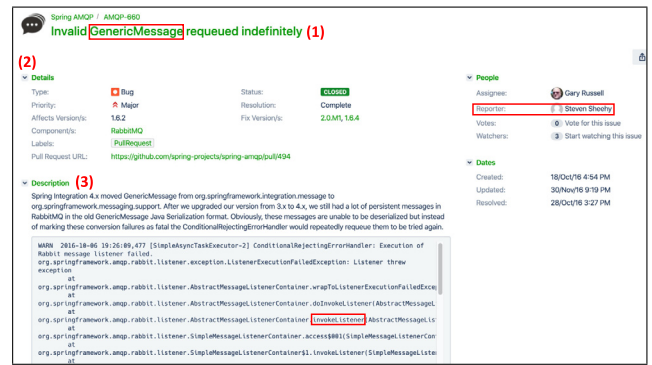 Spring AMQP / AMQP-660
Invalid GenericMessage requeued indefinitely (1)
(2)
Details
Type: Bug Status: CLOSED
Priority: Major Resolution: Complete
Affects Version/s: 1.6.2 Fix Version/s: 2.0.M1, 1.6.4
Component/s: RabbitMQ
Labels: PullRequest
Pull Request URL: https://github.com/spring-projects/spring-amqp/pull/494
People
Assignee: Gary Russell
Reporter: Steven Sheehy
Votes: 0 Vote for this issue
Watchers: 3 Start watching this issue
Dates
Created: 18/Oct/16 4:54 PM
Updated: 30/Nov/16 9:19 PM
Resolved: 28/Oct/16 3:27 PM
Description (3)
Spring Integration 4.x moved GenericMessage from org.springframework.integration.message to
org.springframework.messaging.support. After we upgraded our version from 3.x to 4.x, we still had a lot of persistent messages in
RabbitMQ in the old GenericMessage Java Serialization format. Obviously, these messages are unable to be deserialized but instead
of marking these conversion failures as fatal the ConditionalRejectingErrorHandler would repeatedly requeue them to be tried again.
WARN 2016-10-06 19:26:09,477 [SimpleAsyncTaskExecutor-2] ConditionalRejectingErrorHandler: Execution of
Rabbit message listener failed.
org.springframework.amqp.rabbit.listener.exception.ListenerExecutionFailedException: Listener threw
exception
at
org.springframework.amqp.rabbit.listener.AbstractMessageListenerContainer.wrapToListenerExecutionFailedExce
at
org.springframework.amqp.rabbit.listener.AbstractMessageListenerContainer.doInvokeListener(AbstractMessageL
at
org.springframework.amqp.rabbit.listener.AbstractMessageListenerContainer.invokeListener(AbstractMessageLis
at
org.springframework.amqp.rabbit.listener.SimpleMessageListenerContainer.access$001(SimpleMessageListenerCon
at
org.springframework.amqp.rabbit.listener.SimpleMessageListenerContainer$1.invokeListener(SimpleMessageListe
at